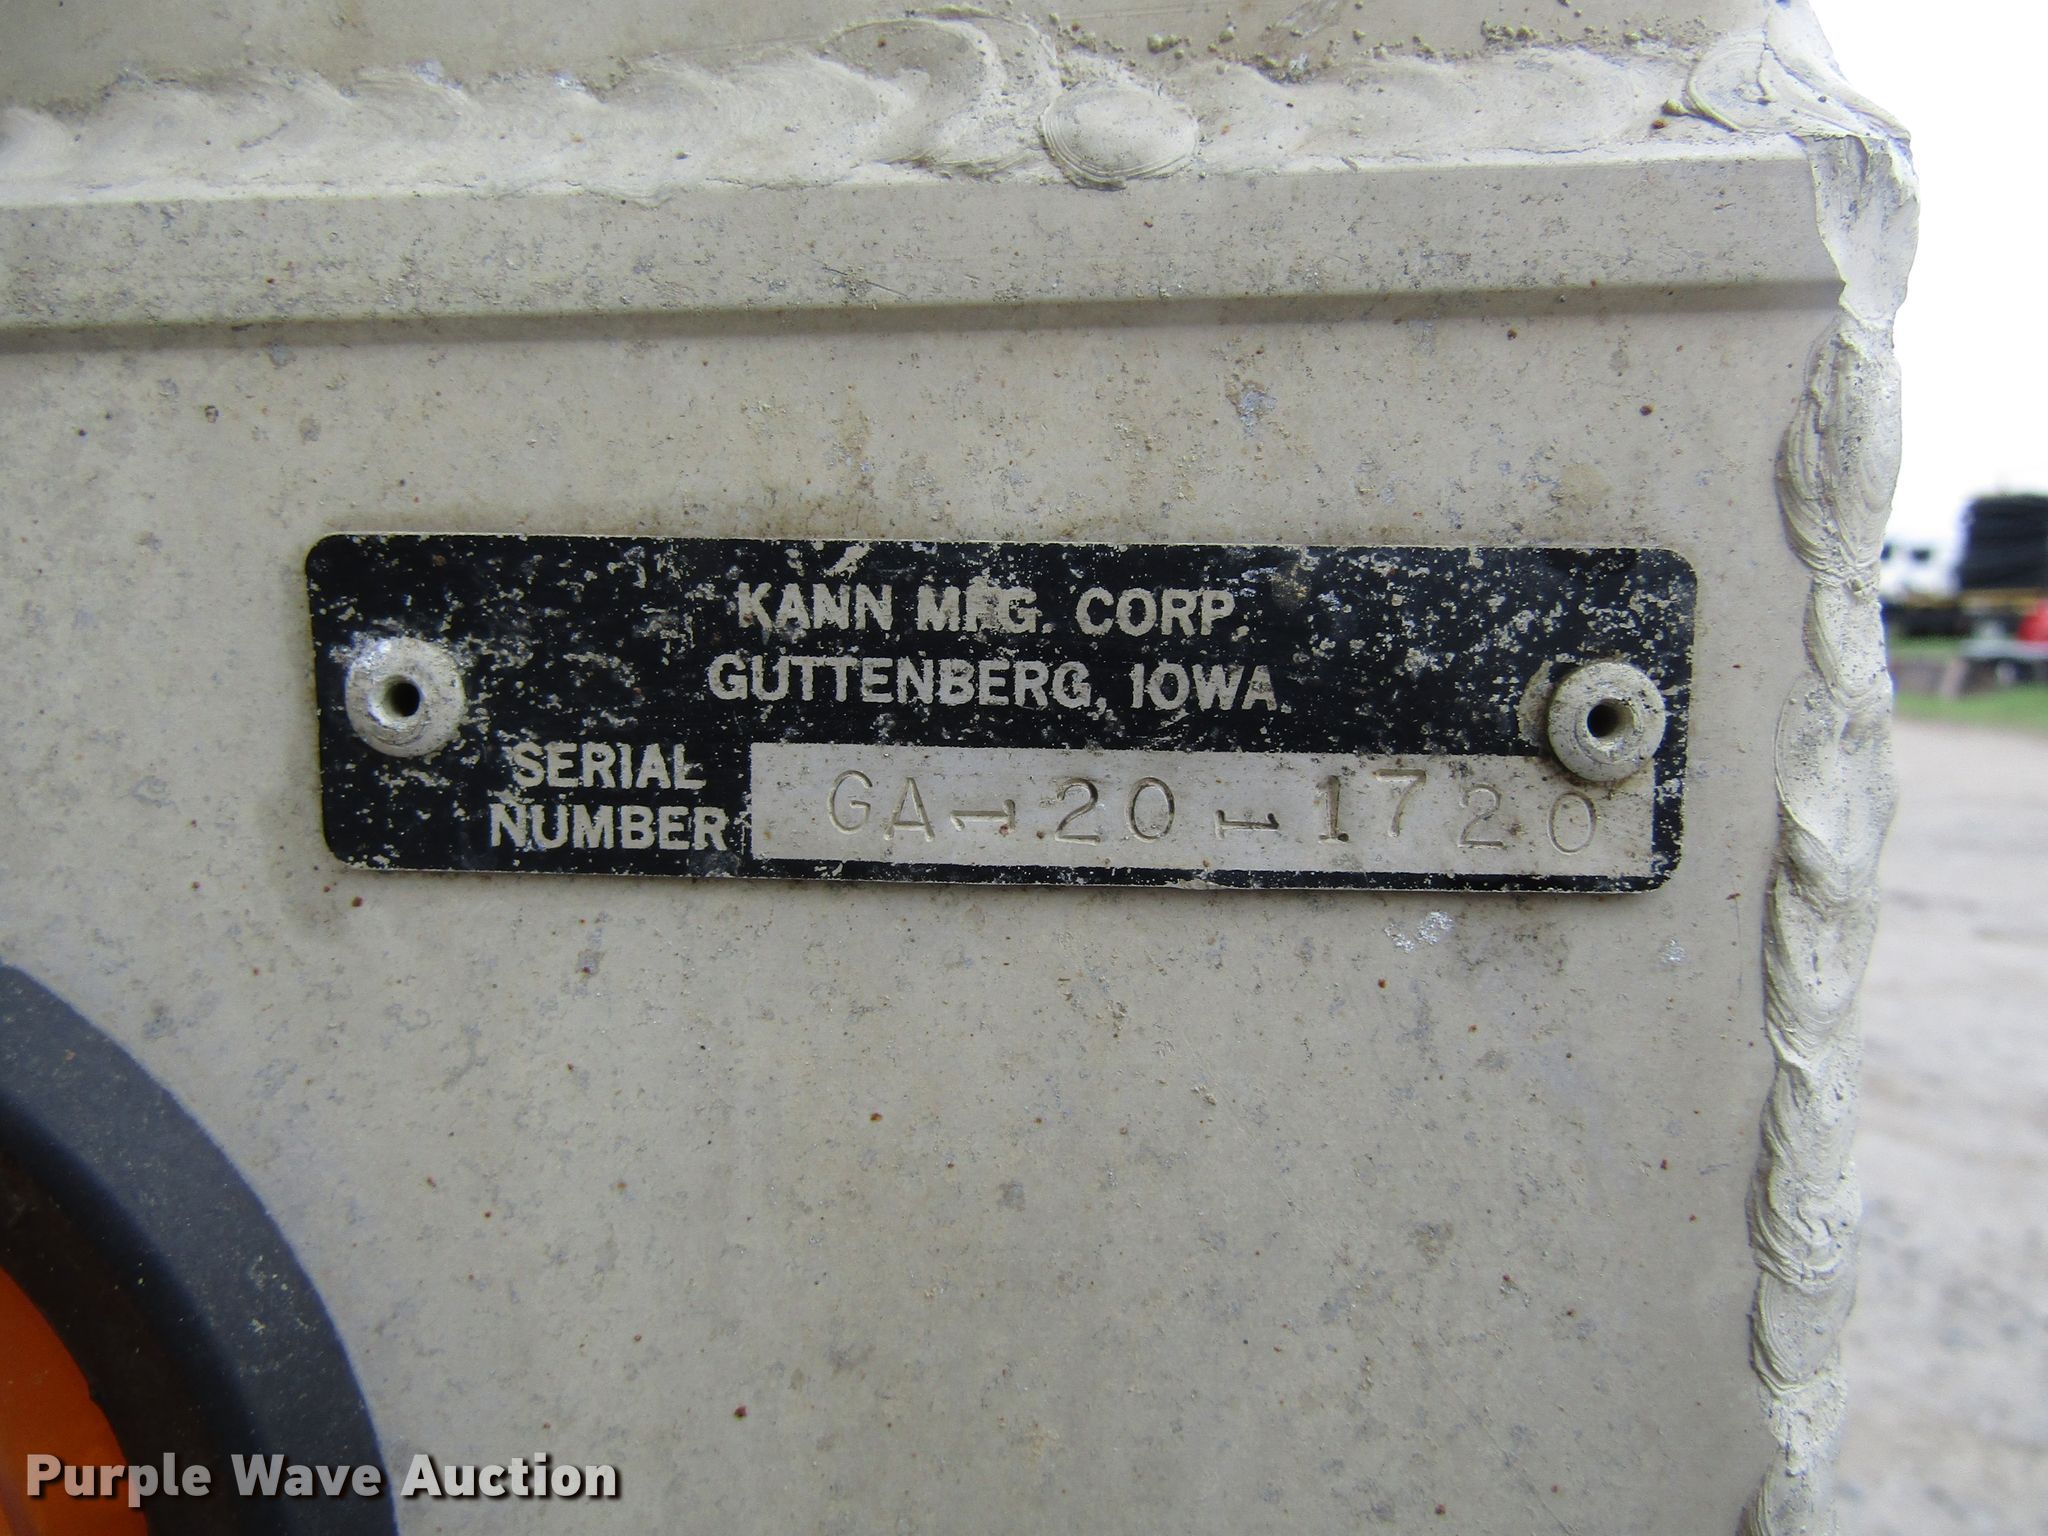 KANN MFG. CORP.
GUTTENBERG, IOWA
SERIAL
NUMBER GA-20-1720
Purple Wave Auction